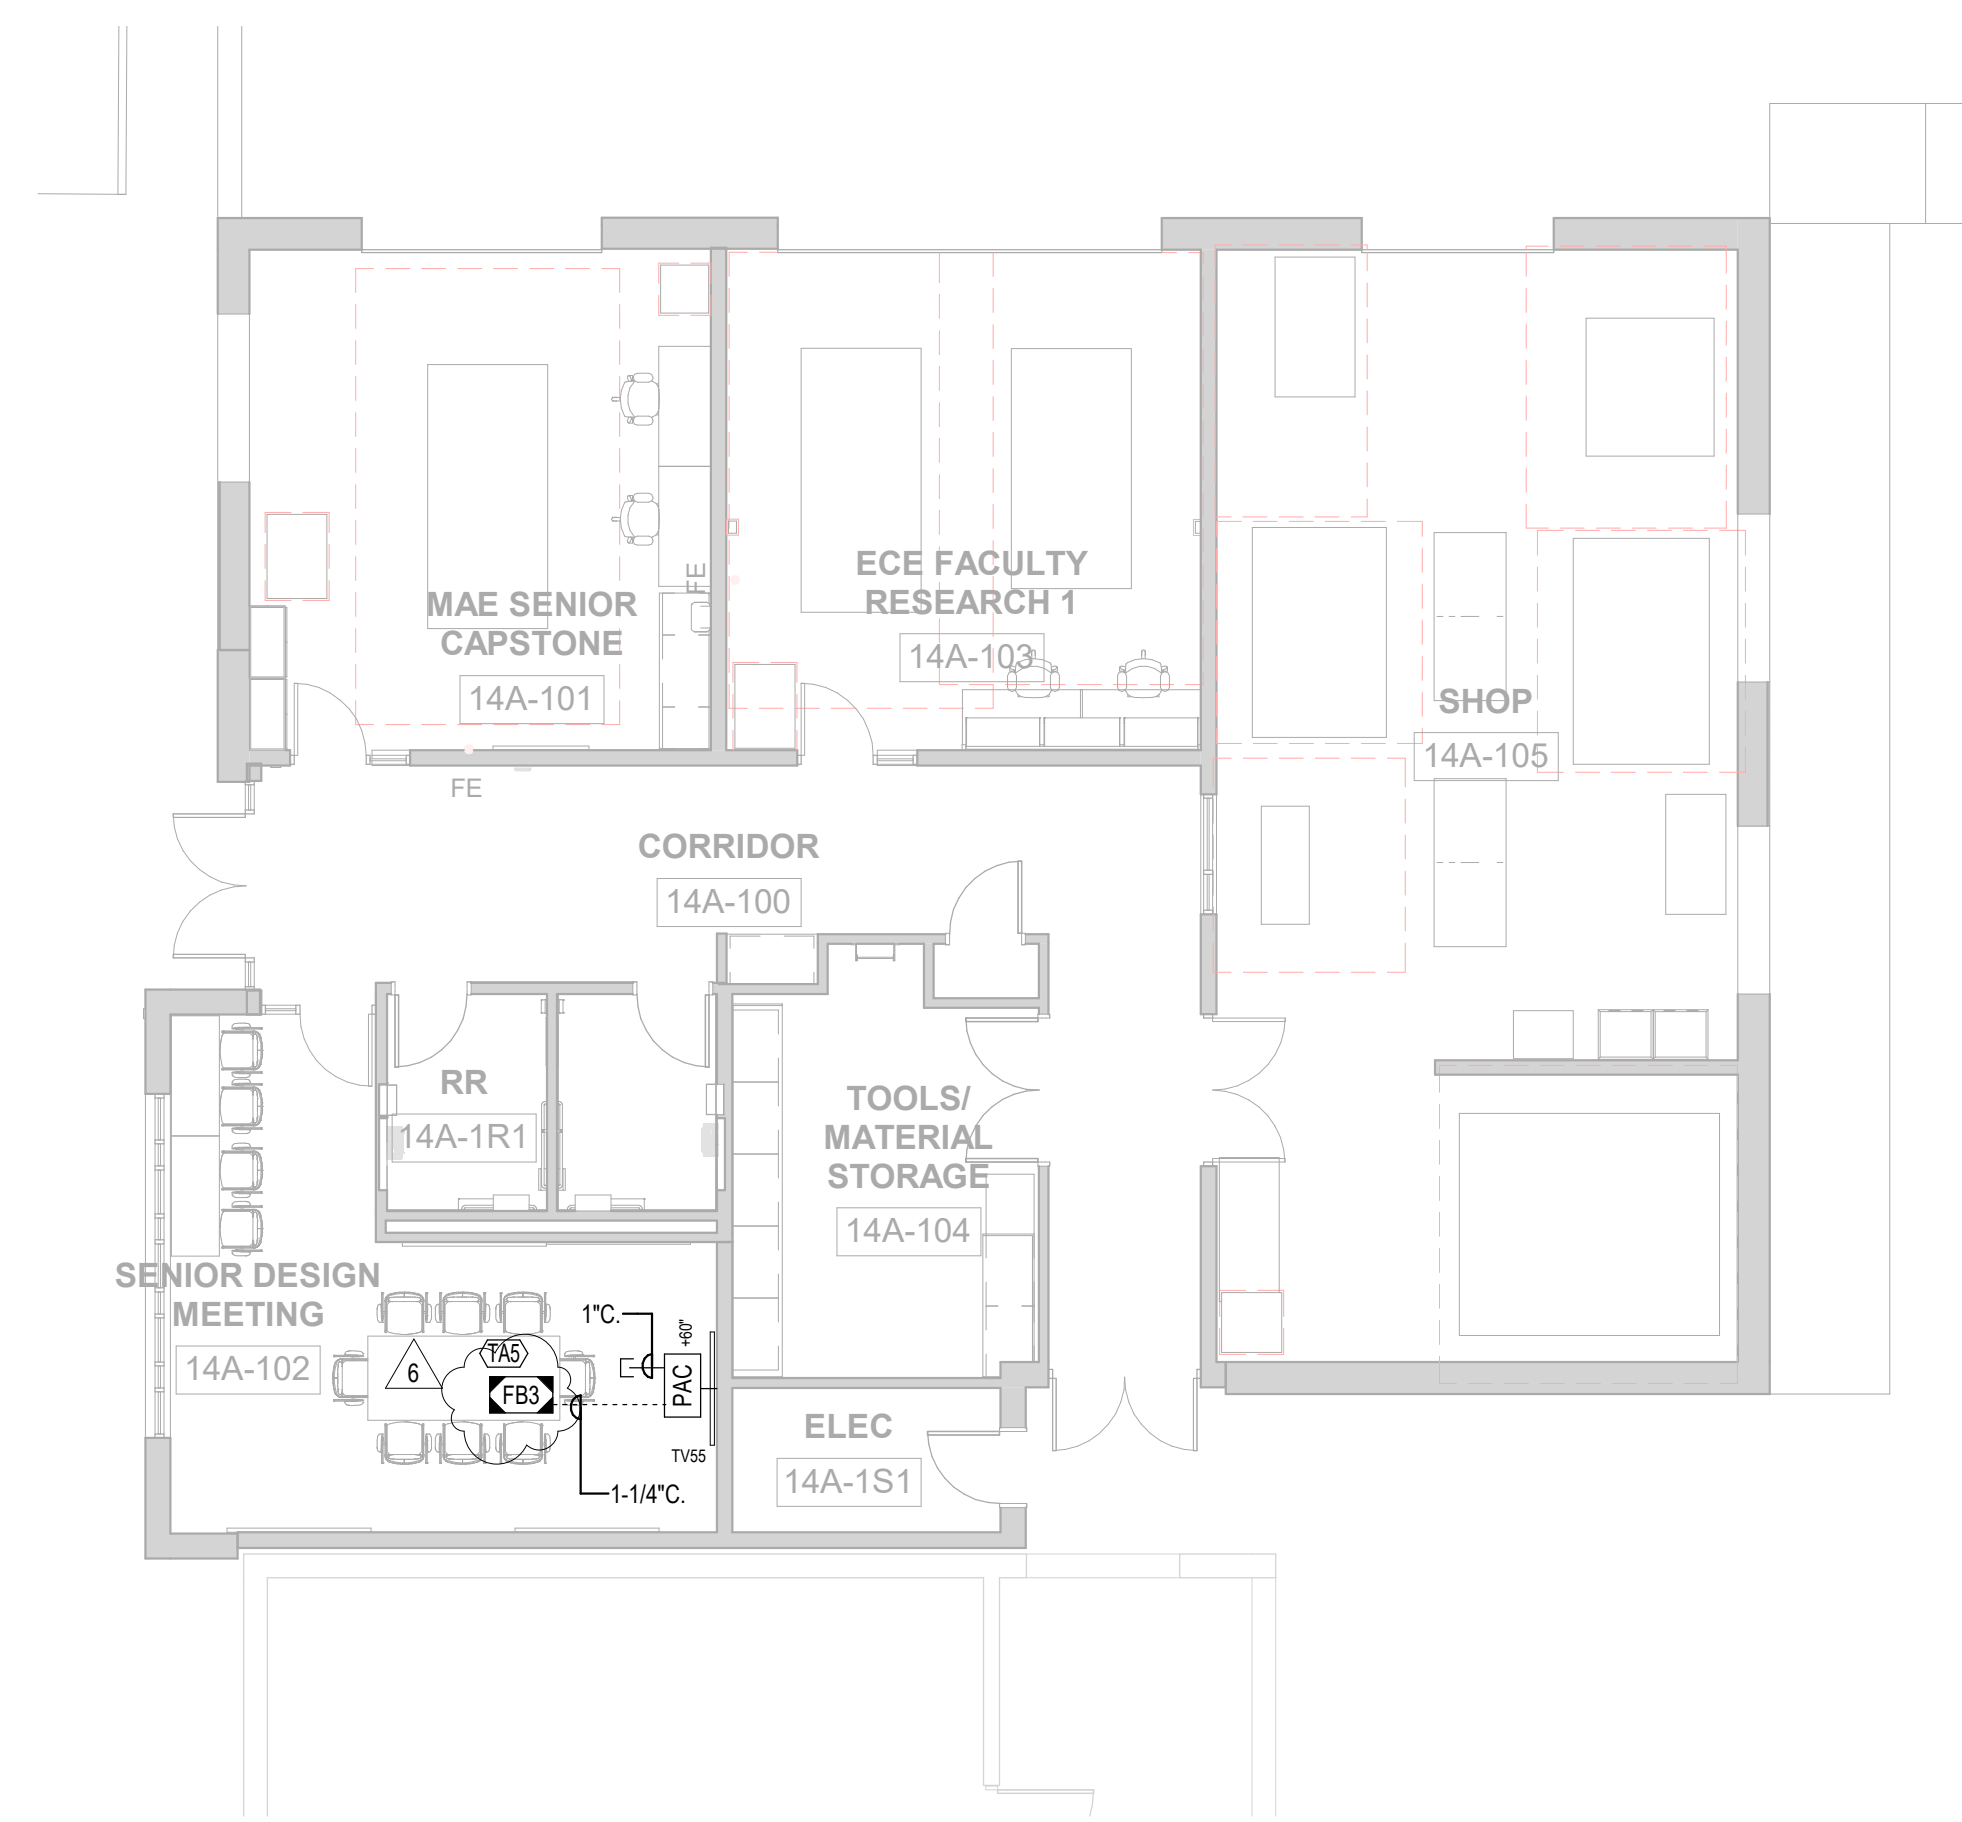 FE
ECE FACULTY
RESEARCH 1
14A-103
MAE SENIOR
CAPSTONE
14A-101
SHOP
14A-105
FE
CORRIDOR
14A-100
RR
14A-1R1
TOOLS/
MATERIAL
STORAGE
14A-104
SENIOR DESIGN
MEETING
14A-102
1"C.
+60"
TA5
6
FB3
PAC
TV55
1-1/4"C.
ELEC
14A-1S1